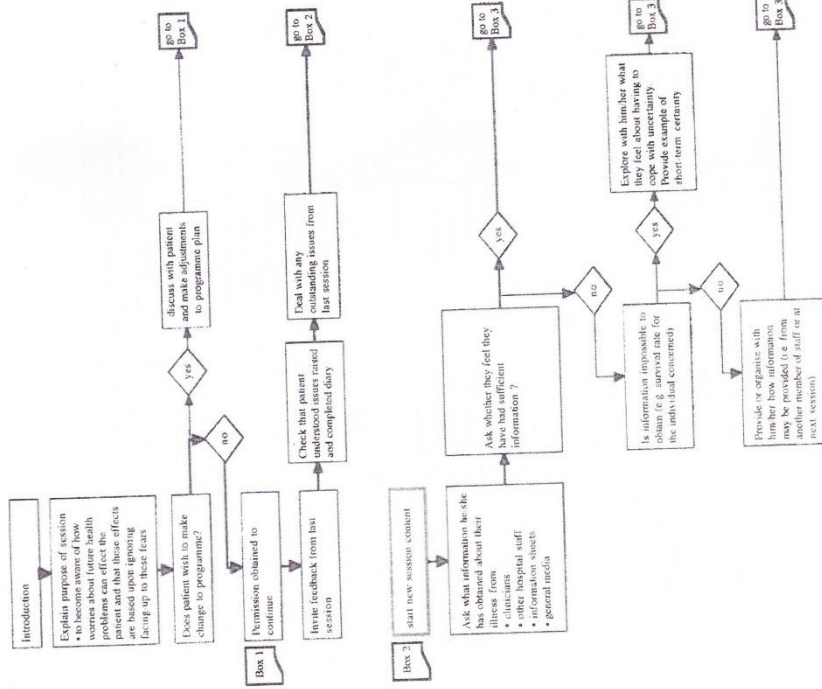 Introduction
Explain purpose of session
• to become aware of how
worries about future health
problems can effect the
patient and that these effects
are based upon ignoring
facing up to these fears
Does patient wish to make
change to programme?
yes
discuss with patient
and make adjustments
to programme plan
go to
Box 1
no
Box 1
Permission obtained to
continue
Invite feedback from last
session
Check that patient
understood issues raised
and completed diary
Deal with any
outstanding issues from
last session
go to
Box 2
Box 2
start new session content
Ask what information he/she
has obtained about their
illness from
• clinicians
• other hospital staff
• information sheets
• general media
Ask whether they feel they
have had sufficient
information ?
yes
go to
Box 3
no
Is information impossible to
obtain (e.g. survival rate for
the individual concerned)
yes
Explore with him/her what
they feel about having to
cope with uncertainty.
Provide example of
short-term certainty
go to
Box 3
no
Provide or organise with
him/her how information
may be provided (i.e. from
another member of staff or at
next session)
go to
Box 3